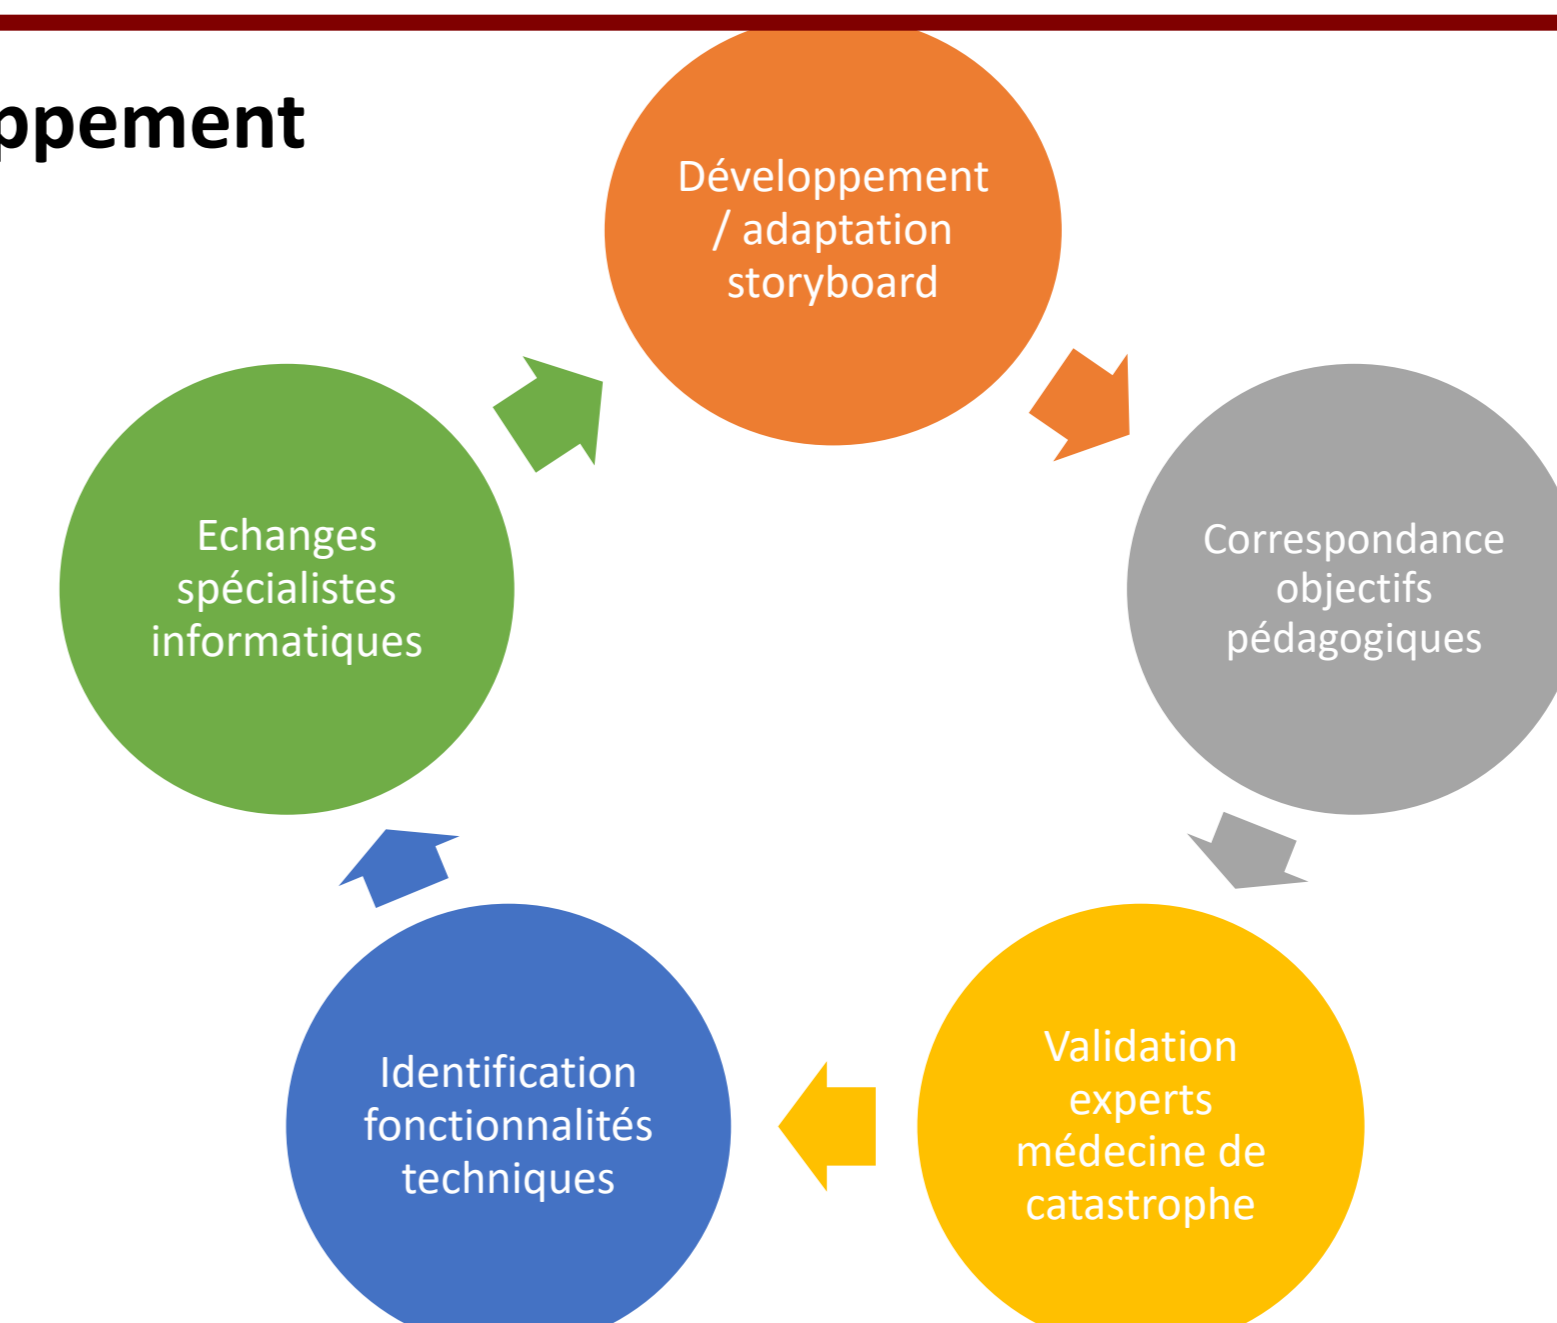 ppement
Développement
/ adaptation
storyboard
Correspondance
objectifs
pédagogiques
Validation
experts
médecine de
catastrophe
Identification
fonctionnalités
techniques
Echanges
spécialistes
informatiques